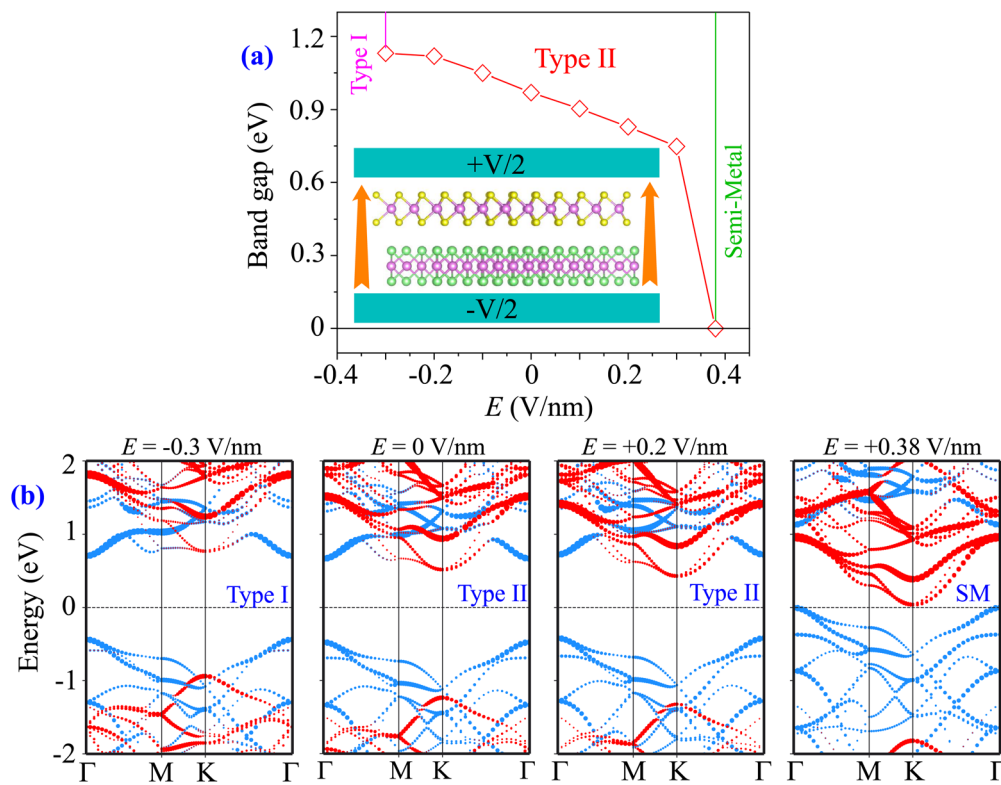 (a)
Band gap (eV)
1.2
0.9
0.6
0.3
0
Type I
Type II
Semi-Metal
+V/2
-V/2
-0.4
-0.2
0
0.2
0.4
E (V/nm)
(b)
Energy (eV)
2
1
0
-1
-2
E = -0.3 V/nm
E = 0 V/nm
E = +0.2 V/nm
E = +0.38 V/nm
Type I
Type II
Type II
SM
Γ M K Γ
Γ M K Γ
Γ M K Γ
Γ M K Γ